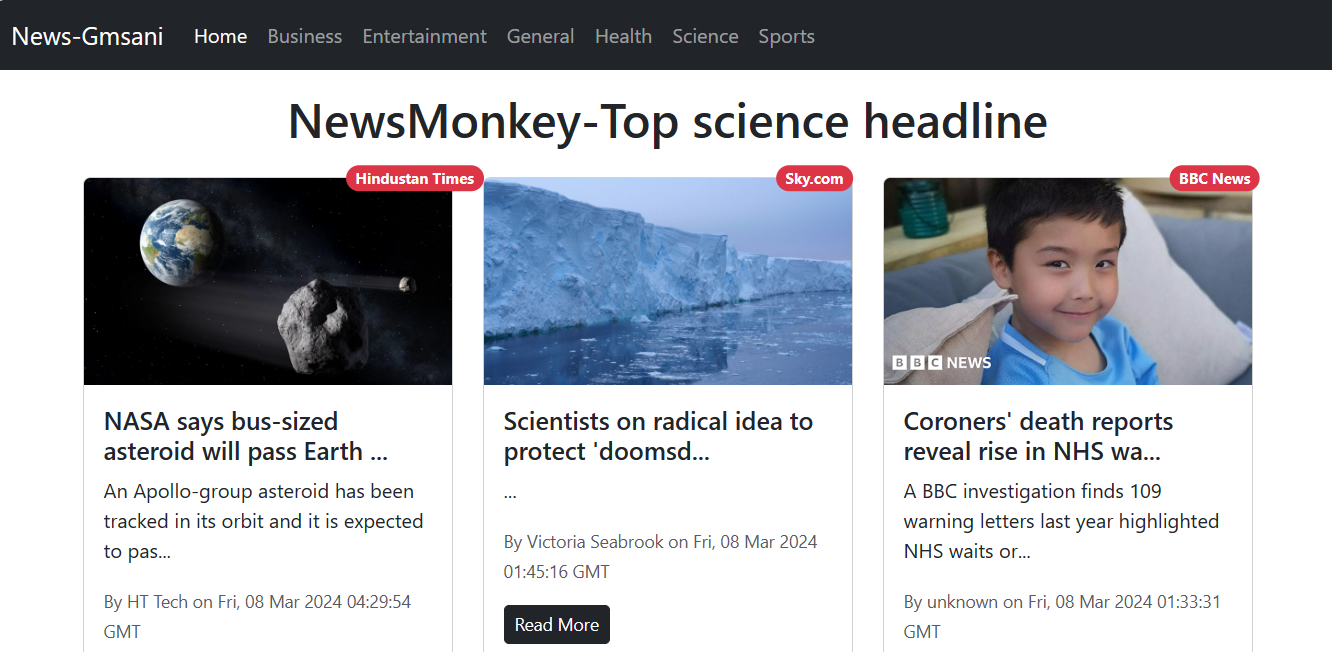 News-Gmsani Home Business Entertainment General Health Science Sports
NewsMonkey-Top science headline
Hindustan Times
NASA says bus-sized
asteroid will pass Earth ...
An Apollo-group asteroid has been
tracked in its orbit and it is expected
to pas...
By HT Tech on Fri, 08 Mar 2024 04:29:54
GMT
Sky.com
Scientists on radical idea to
protect 'doomsd...
...
By Victoria Seabrook on Fri, 08 Mar 2024
01:45:16 GMT
Read More
BBC News
BBC NEWS
Coroners' death reports
reveal rise in NHS wa...
A BBC investigation finds 109
warning letters last year highlighted
NHS waits or...
By unknown on Fri, 08 Mar 2024 01:33:31
GMT